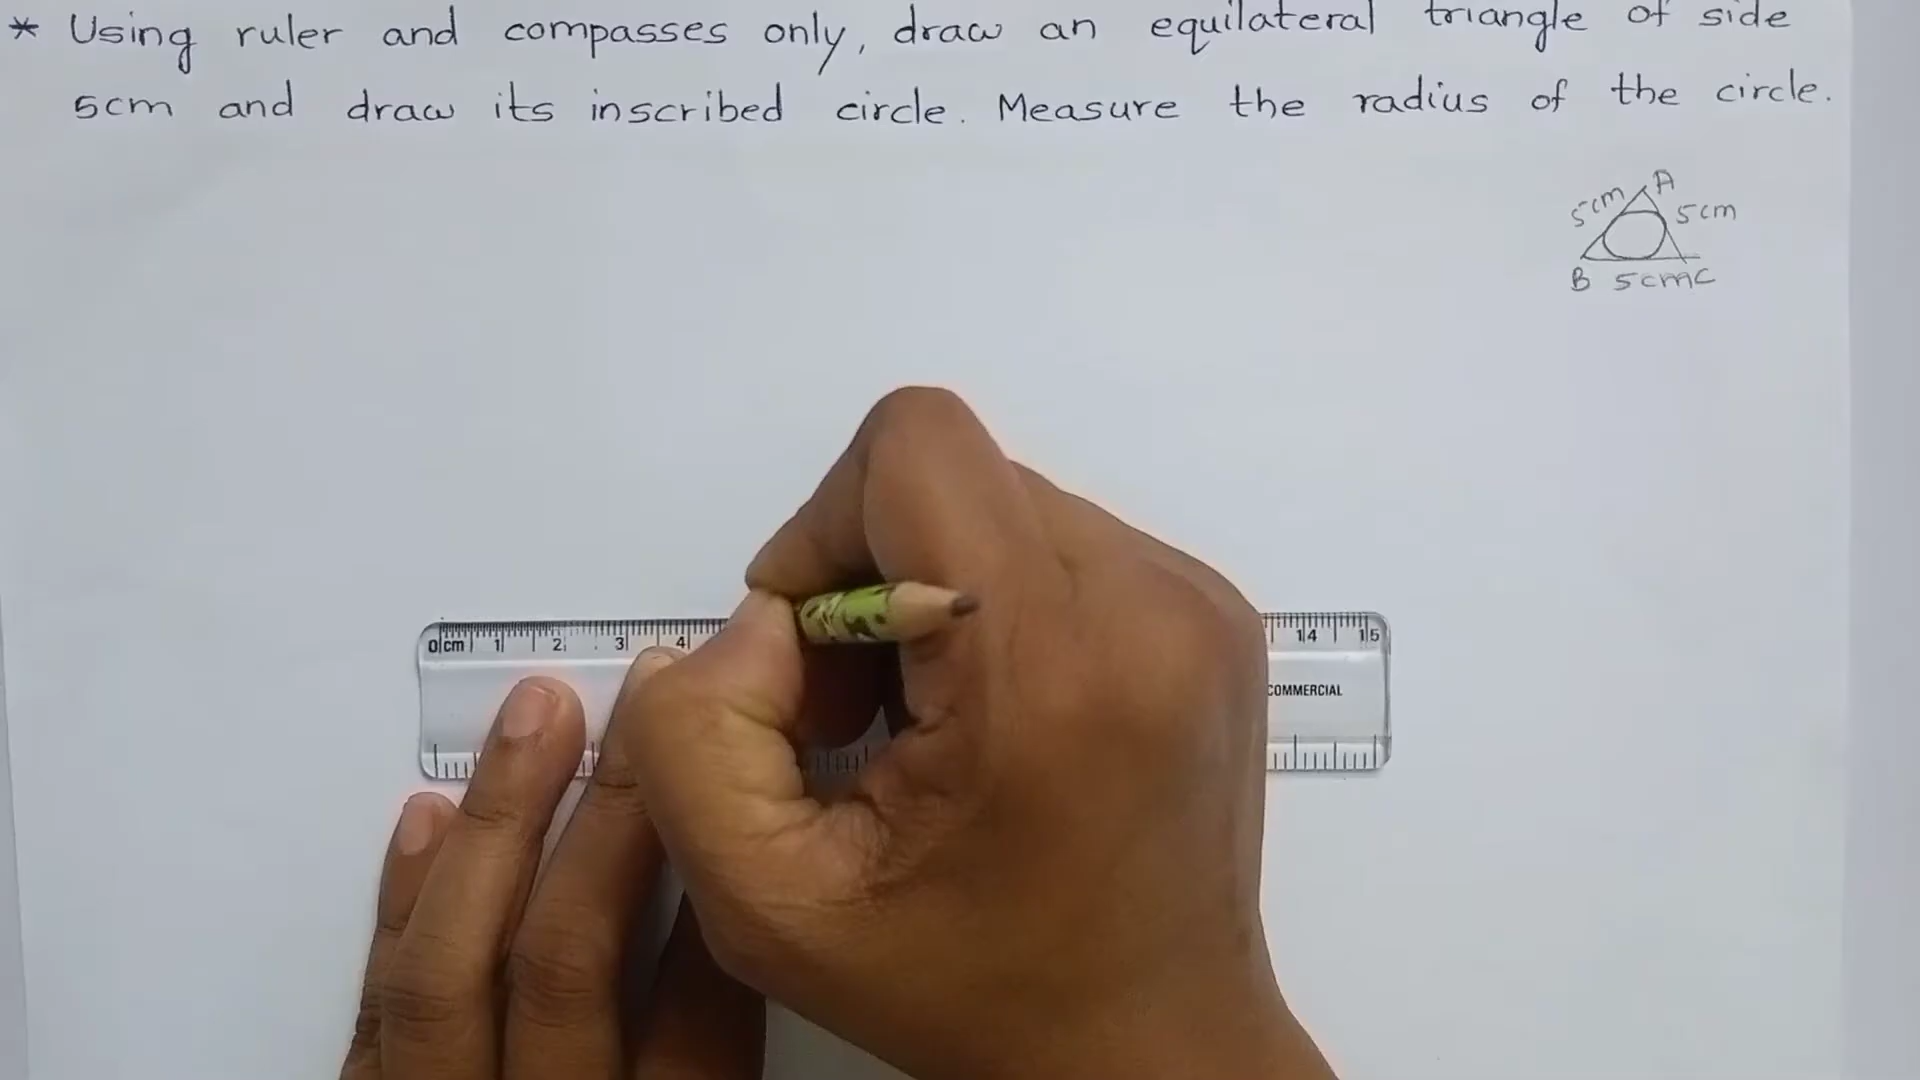 * Using ruler and compasses only, draw an equilateral triangle of side
5cm and draw its inscribed circle. Measure the radius of the circle.
A
5cm 5cm
B 5cm C
0 cm 1 2 3 4 14 15
COMMERCIAL